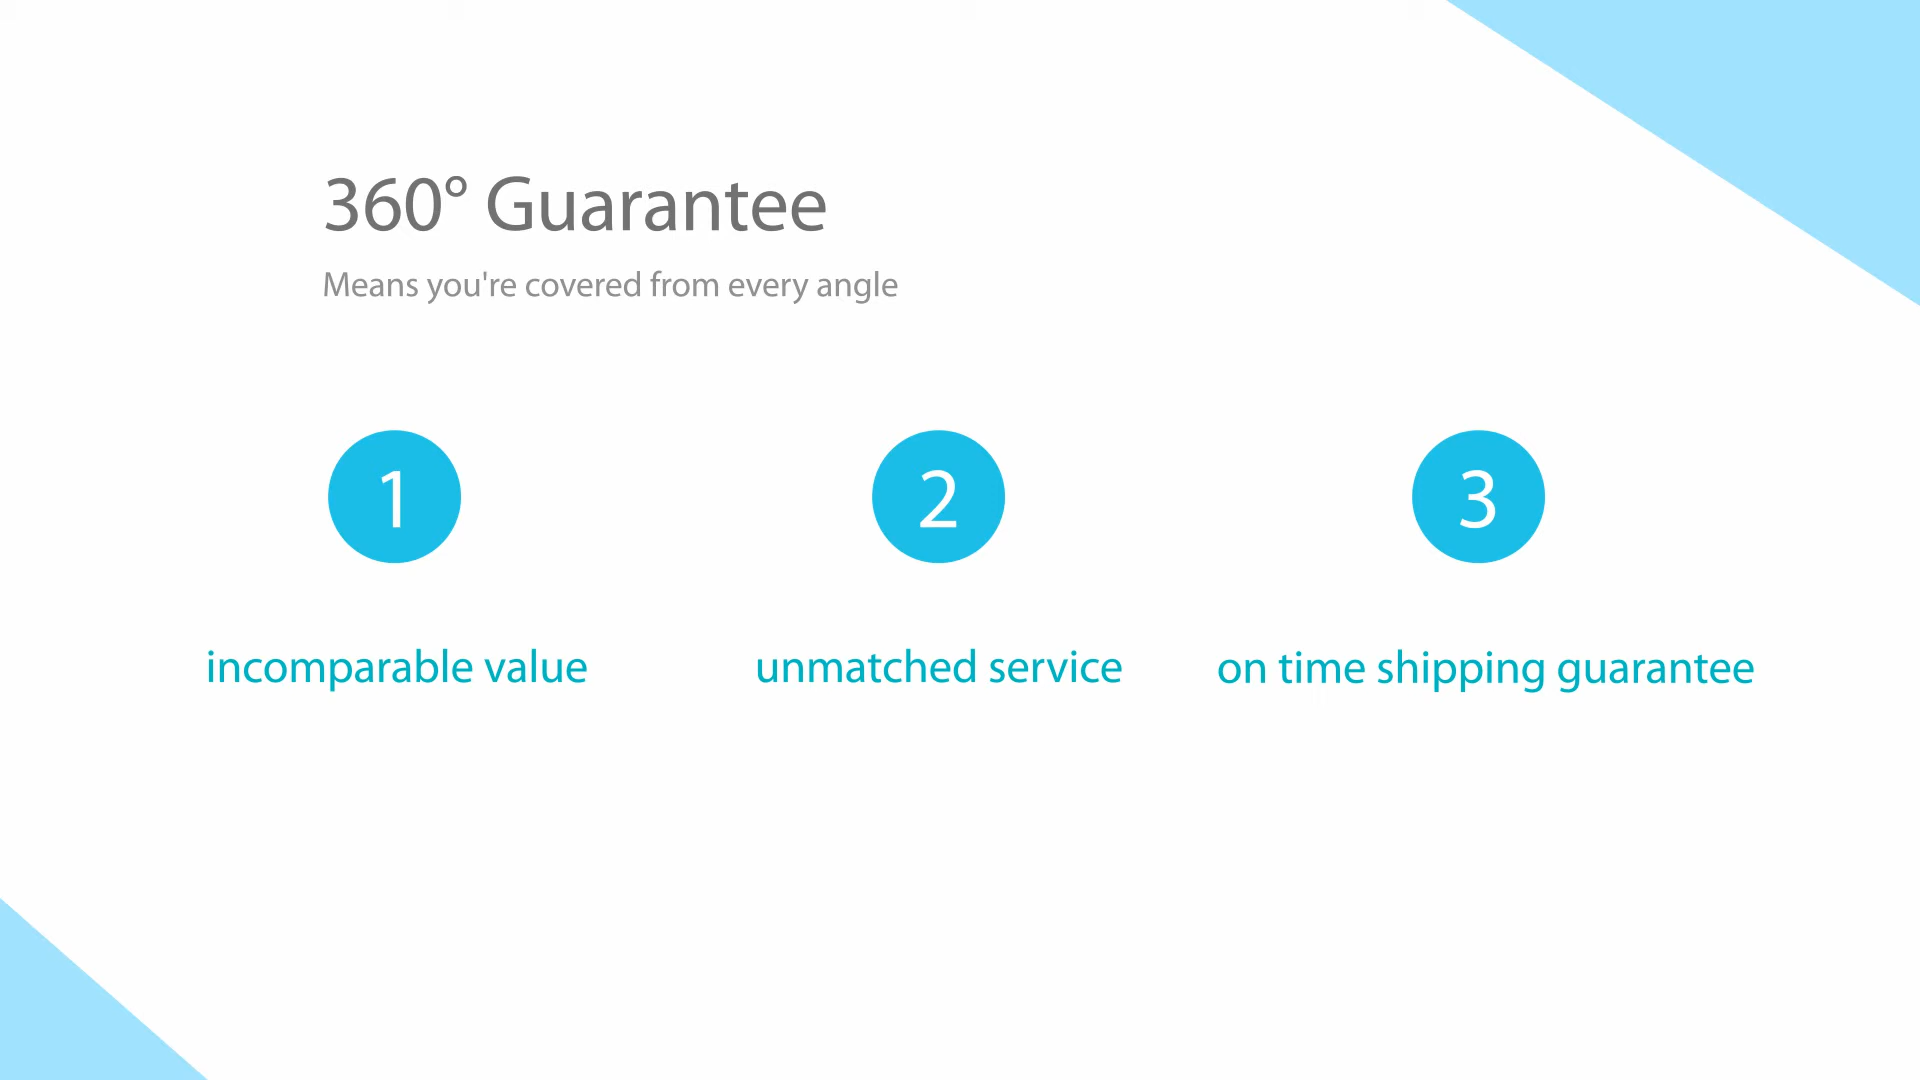 360° Guarantee
Means you're covered from every angle
1
2
3
incomparable value
unmatched service
on time shipping guarantee